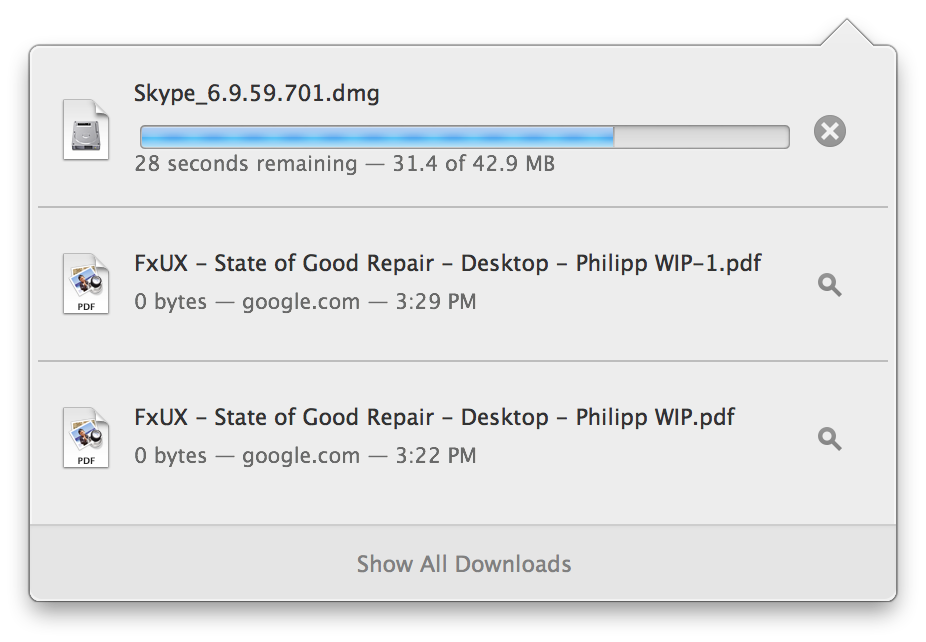 Skype_6.9.59.701.dmg
28 seconds remaining — 31.4 of 42.9 MB
FxUX – State of Good Repair – Desktop – Philipp WIP–1.pdf
0 bytes — google.com — 3:29 PM
PDF
FxUX – State of Good Repair – Desktop – Philipp WIP.pdf
0 bytes — google.com — 3:22 PM
PDF
Show All Downloads